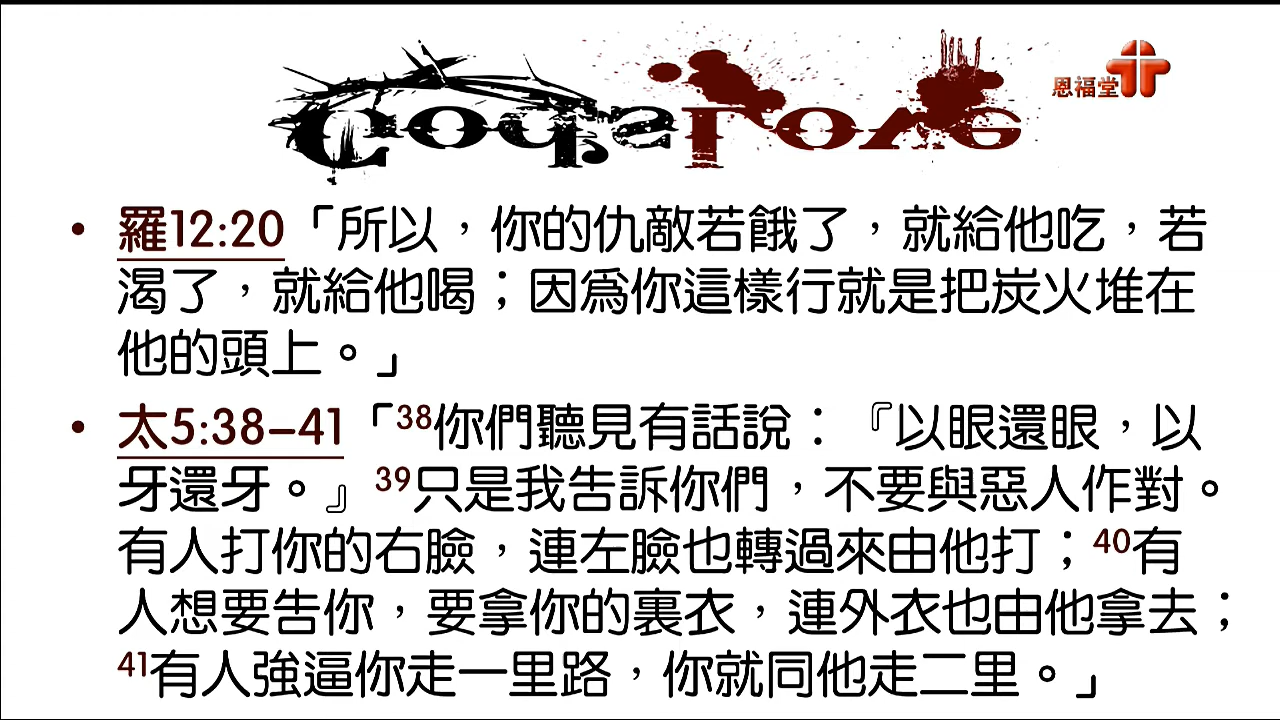 God's Love
恩福堂
• 羅12:20「所以，你的仇敵若餓了，就給他吃，若
渴了，就給他喝；因為你這樣行就是把炭火堆在
他的頭上。」
• 太5:38–41「38你們聽見有話說：『以眼還眼，以
牙還牙。』39只是我告訴你們，不要與惡人作對。
有人打你的右臉，連左臉也轉過來由他打；40有
人想要告你，要拿你的裏衣，連外衣也由他拿去；
41有人強逼你走一里路，你就同他走二里。」